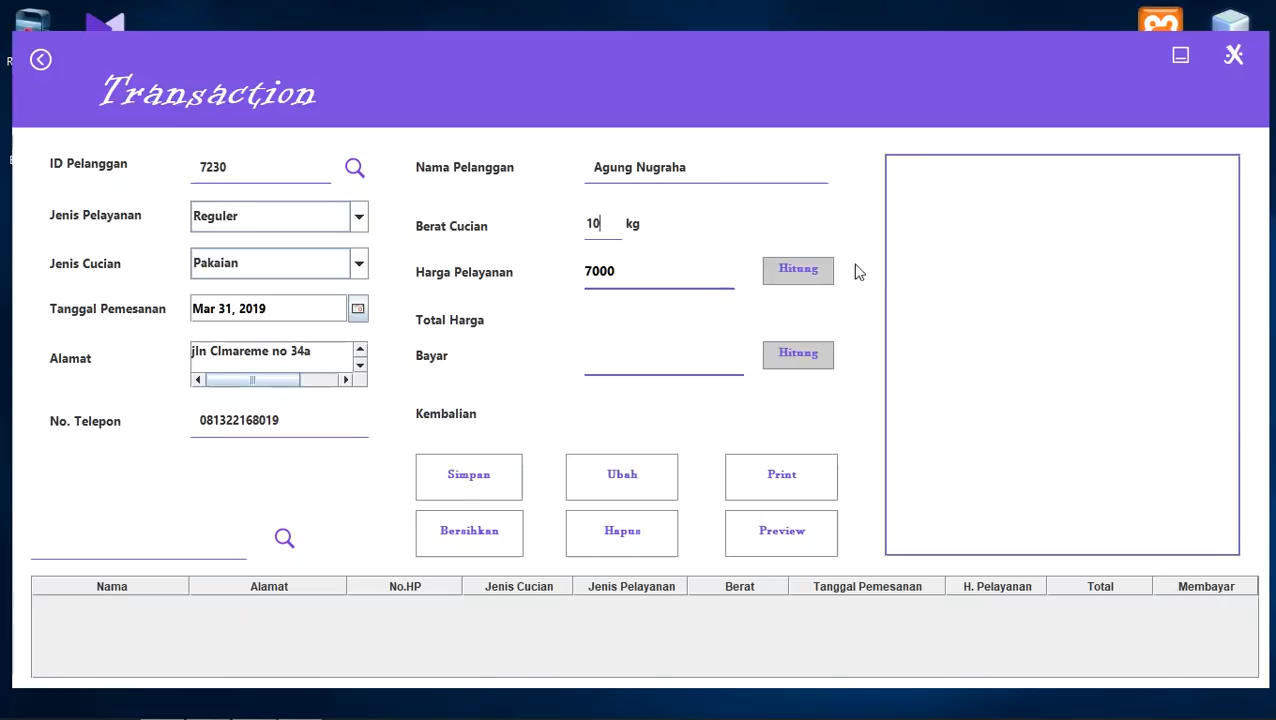 Transaction
ID Pelanggan
7230
Nama Pelanggan
Agung Nugraha
Jenis Pelayanan
Reguler
Berat Cucian
10 kg
Jenis Cucian
Pakaian
Harga Pelayanan
7000
Hitung
Tanggal Pemesanan
Mar 31, 2019
Total Harga
Alamat
jln CImareme no 34a
Bayar
Hitung
No. Telepon
081322168019
Kembalian
Simpan
Ubah
Print
Bersihkan
Hapus
Preview
Nama Alamat No.HP Jenis Cucian Jenis Pelayanan Berat Tanggal Pemesanan H. Pelayanan Total Membayar